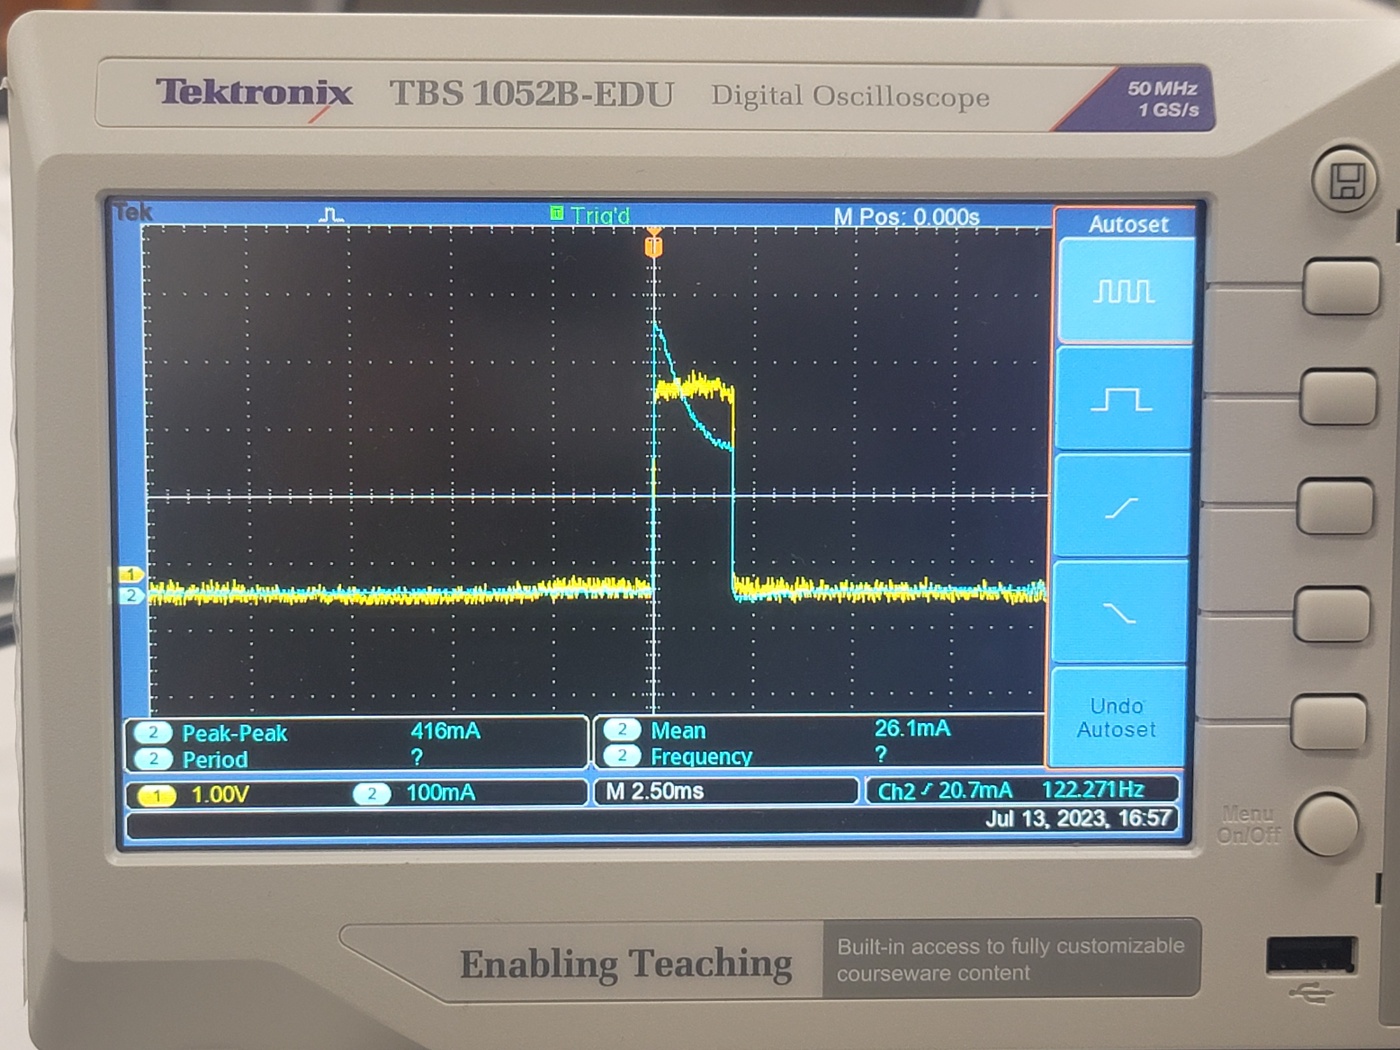 Tektronix TBS 1052B-EDU Digital Oscilloscope
50 MHz
1 GS/s
Tek
T Trig'd
M Pos: 0.000s
Autoset
T
1
2
Undo
Autoset
2 Peak-Peak 416mA
2 Mean 26.1mA
2 Period ?
2 Frequency ?
1 1.00V 2 100mA
M 2.50ms
Ch2 20.7mA 122.271Hz
Jul 13, 2023, 16:57
Menu
On/Off
Enabling Teaching
Built-in access to fully customizable
courseware content